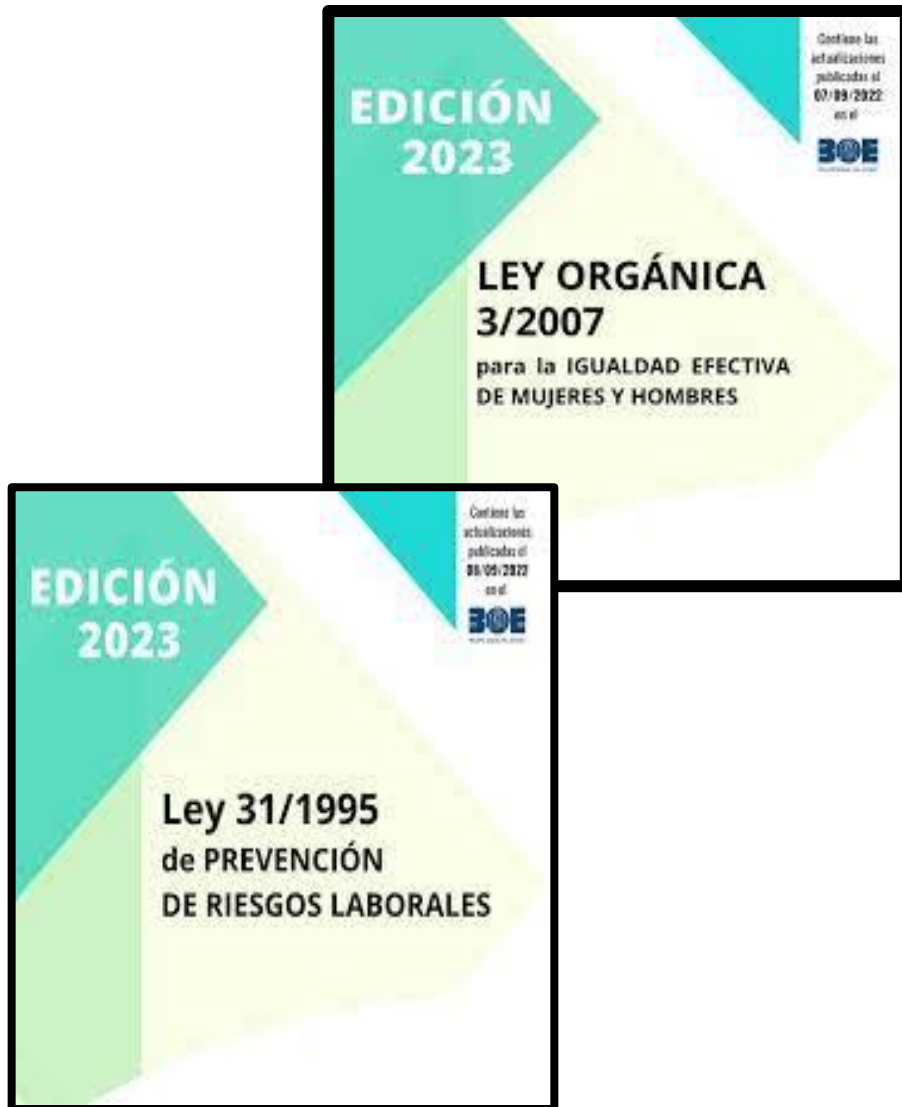 EDICIÓN
2023
Contiene las
actualizaciones
publicadas el
07/09/2022
en el
BOE
LEY ORGÁNICA
3/2007
para la IGUALDAD EFECTIVA
DE MUJERES Y HOMBRES
EDICIÓN
2023
Contiene las
actualizaciones
publicadas el
en el
BOE
Ley 31/1995
de PREVENCIÓN
DE RIESGOS LABORALES